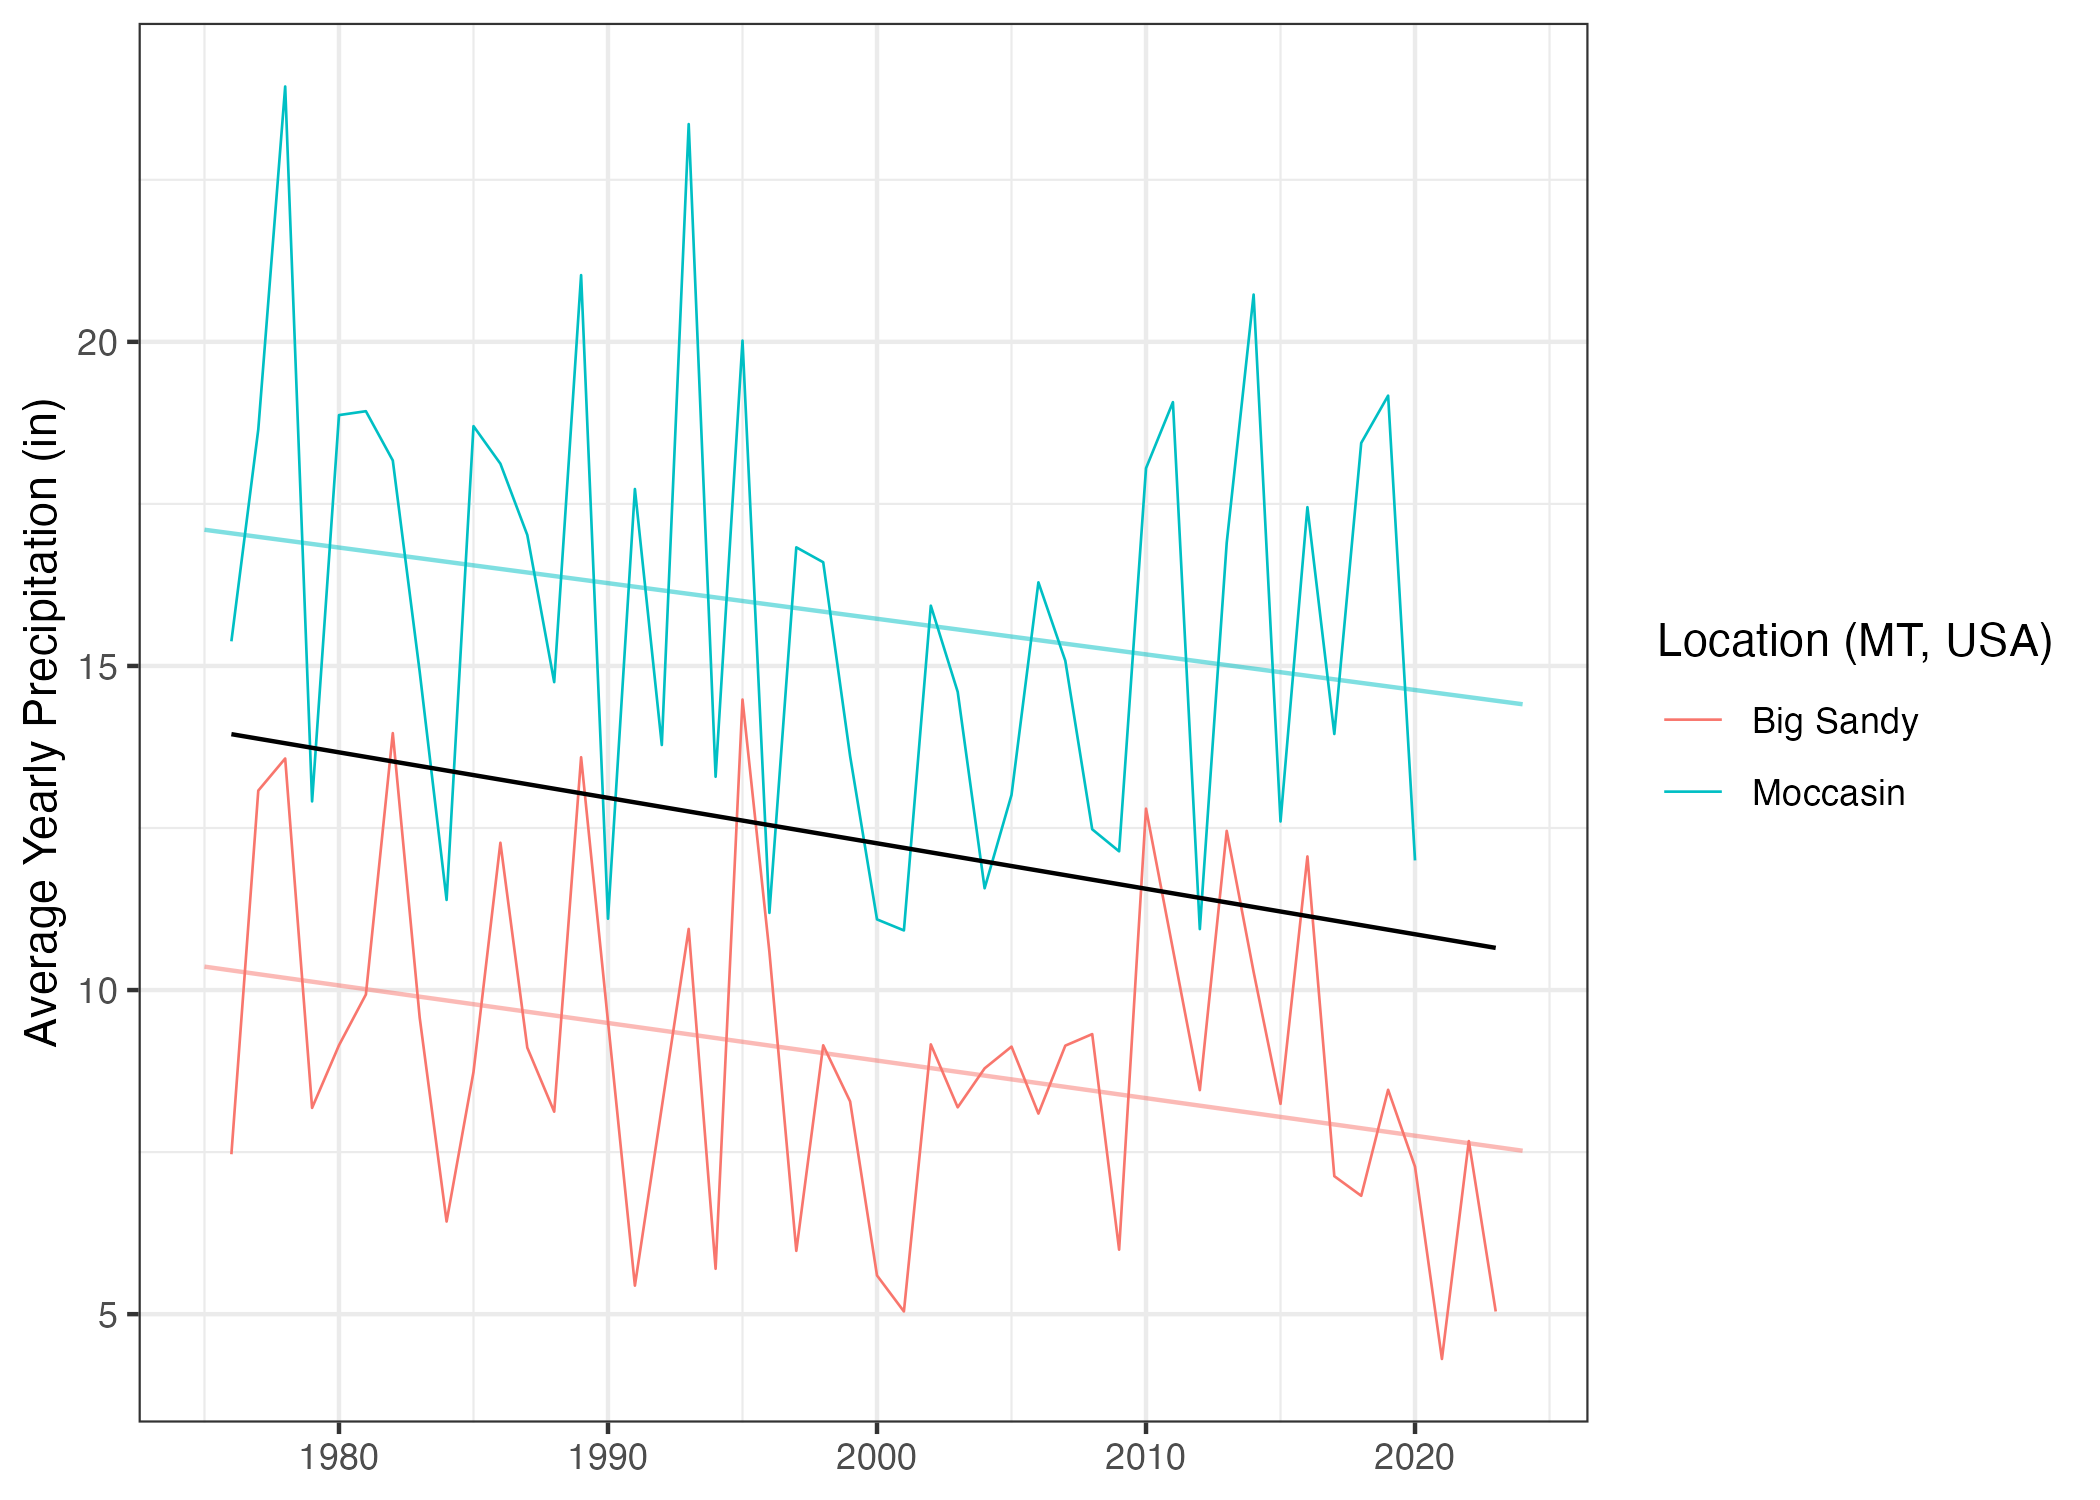 Average Yearly Precipitation (in)
20
15
10
5
1980
1990
2000
2010
2020
Location (MT, USA)
Big Sandy
Moccasin